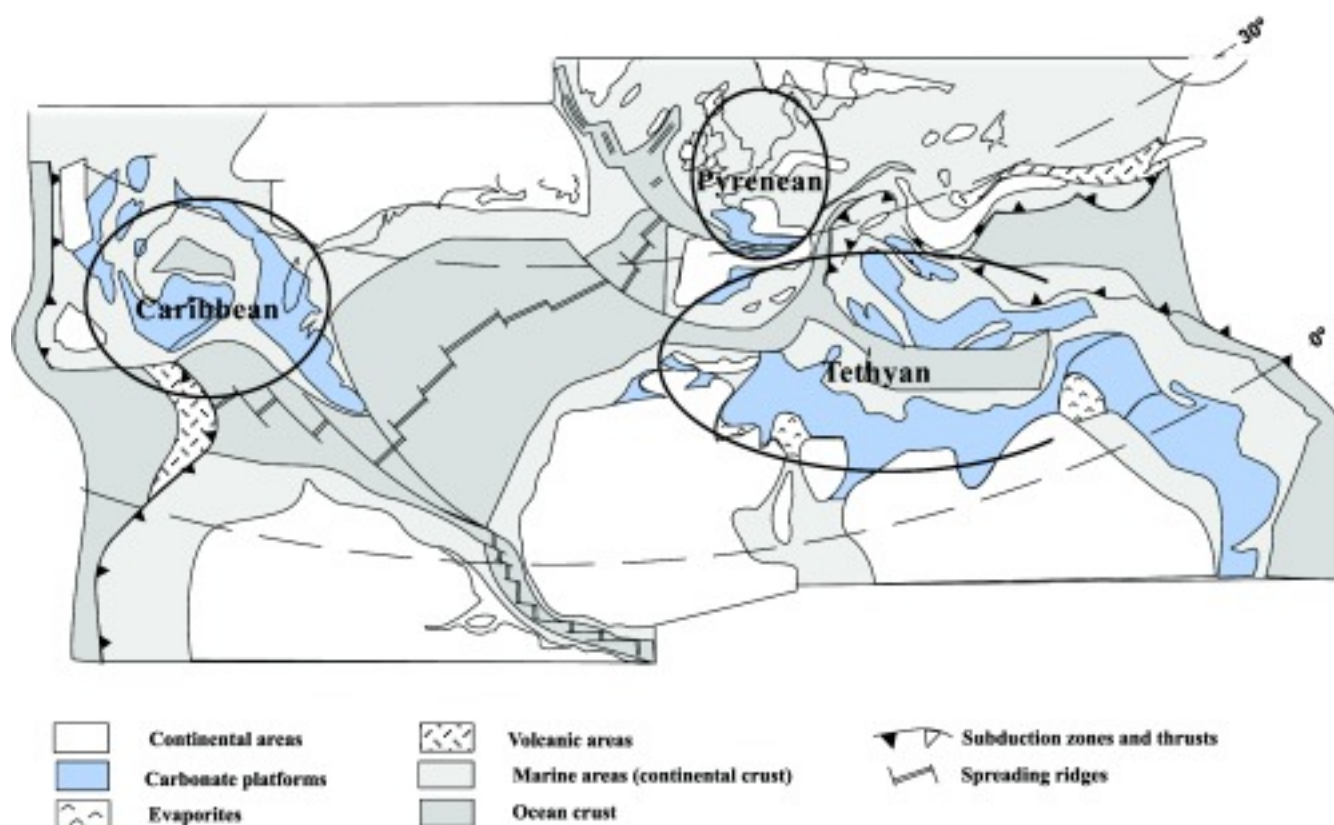 30°
Pyrenean
Caribbean
0°
Tethyan
Continental areas
Volcanic areas
Subduction zones and thrusts
Carbonate platforms
Marine areas (continental crust)
Spreading ridges
Evaporites
Ocean crust